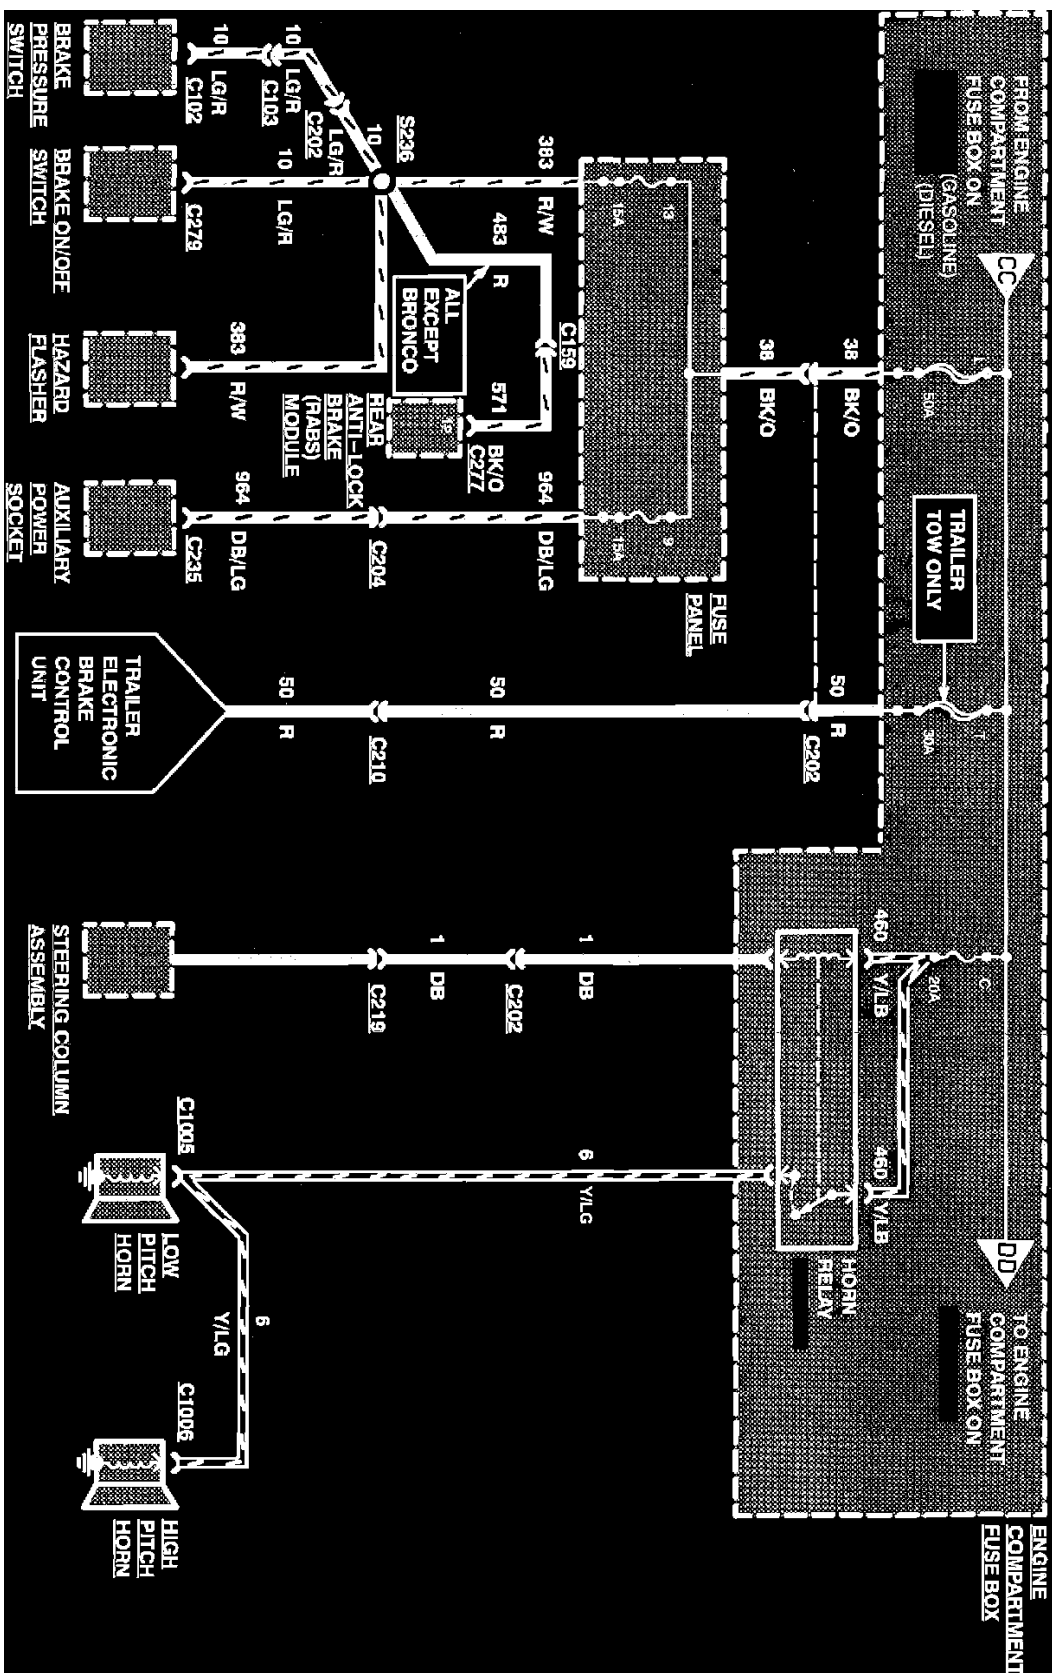 FROM ENGINE
COMPARTMENT
FUSE BOX ON
(GASOLINE)
(DIESEL)
CC
TRAILER
TOW ONLY
DD
TO ENGINE
COMPARTMENT
FUSE BOX ON
ENGINE
COMPARTMENT
FUSE BOX
L
50A
T
30A
C
20A
460
Y/LB
460
Y/LB
HORN
RELAY
38
BK/O
50
R
C202
38
BK/O
FUSE
PANEL
13
15A
9
15A
383
R/W
483
R
C159
571
BK/O
C277
964
DB/LG
50
R
1
DB
C202
6
Y/LG
S236
ALL
EXCEPT
BRONCO
REAR
ANTI-LOCK
BRAKE
(RABS)
MODULE
C204
C210
1
DB
C219
10
LG/R
C202
10
LG/R
C103
10
LG/R
C102
10
LG/R
C279
383
R/W
964
DB/LG
C235
50
R
C1005
6
Y/LG
C1006
BRAKE
PRESSURE
SWITCH
BRAKE ON/OFF
SWITCH
HAZARD
FLASHER
AUXILIARY
POWER
SOCKET
TRAILER
ELECTRONIC
BRAKE
CONTROL
UNIT
STEERING COLUMN
ASSEMBLY
LOW
PITCH
HORN
HIGH
PITCH
HORN